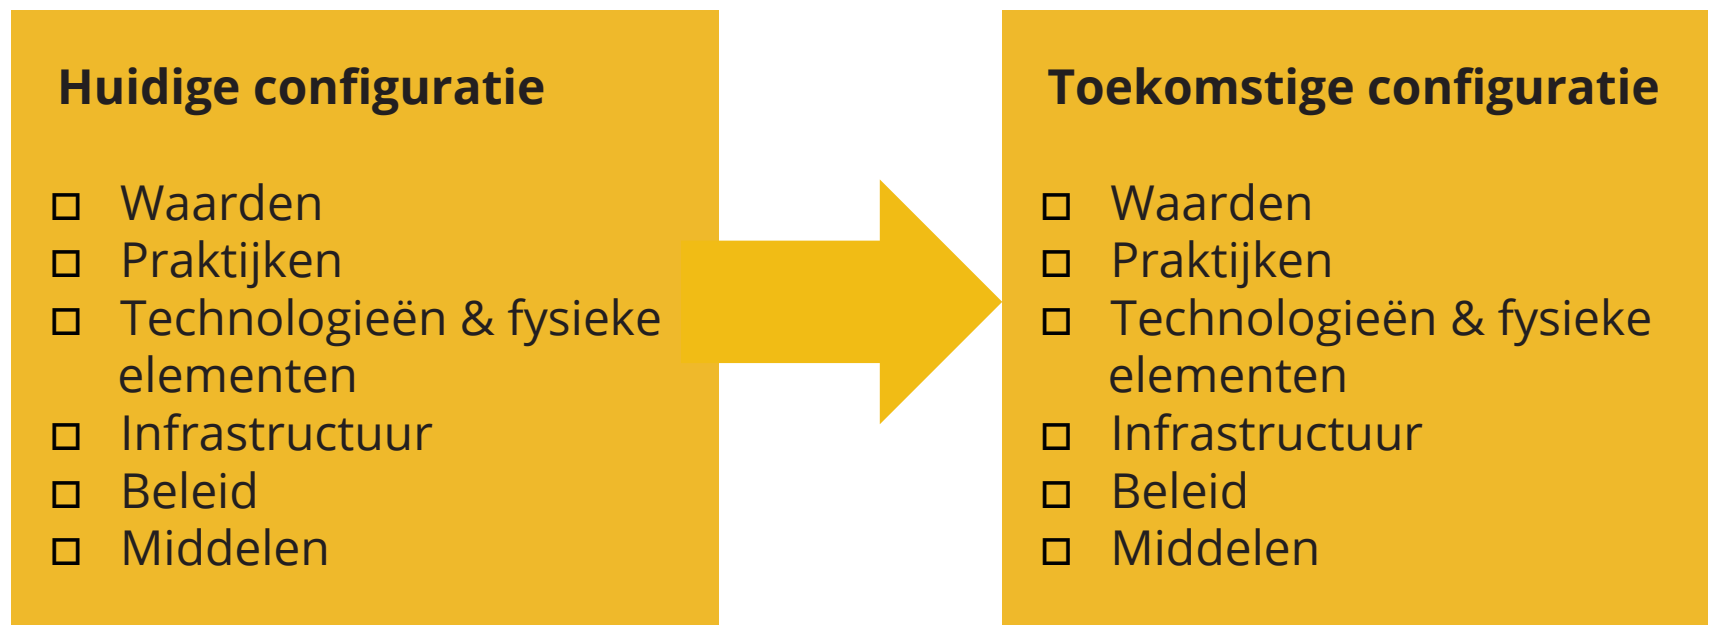 Huidige configuratie
Waarden
Praktijken
Technologieën & fysieke
elementen
Infrastructuur
Beleid
Middelen
Toekomstige configuratie
Waarden
Praktijken
Technologieën & fysieke
elementen
Infrastructuur
Beleid
Middelen